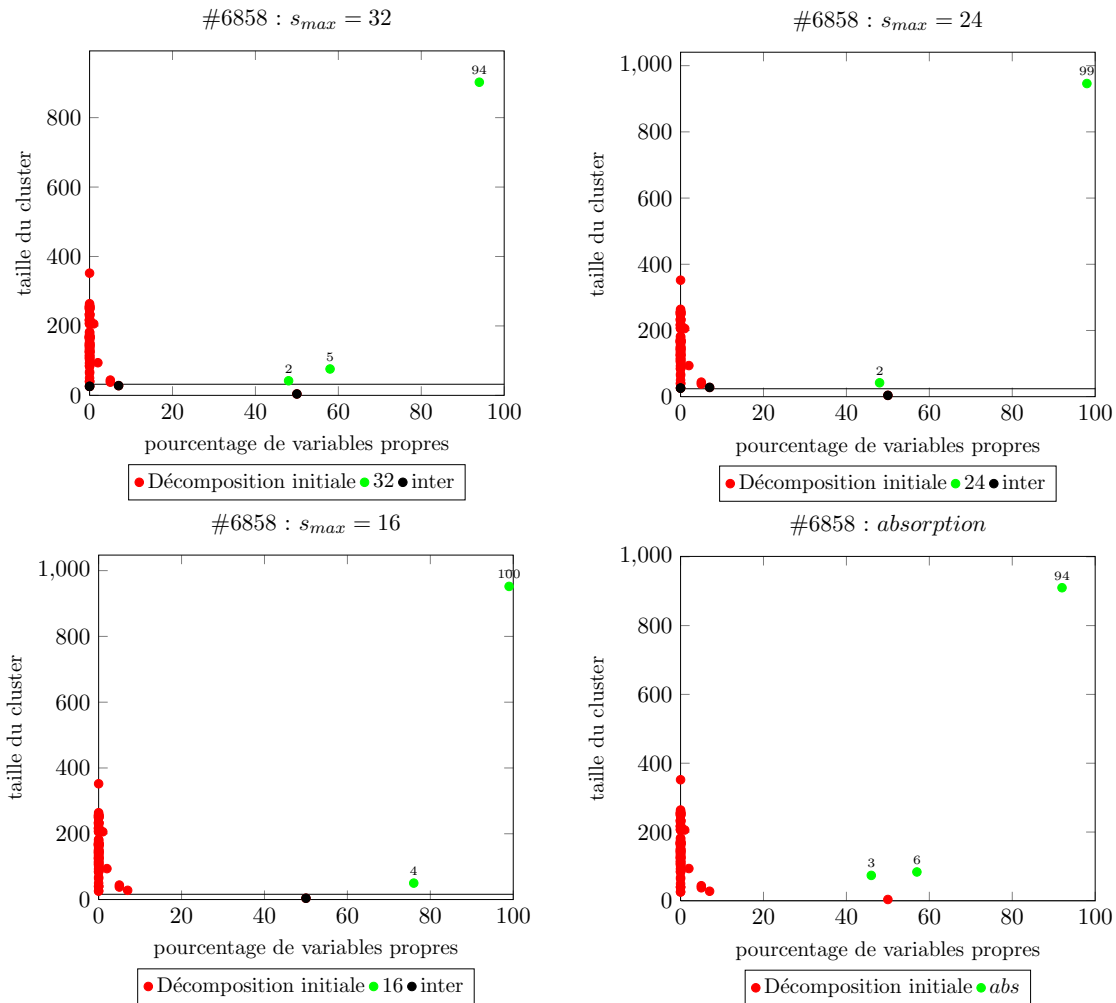 #6858 : s_max = 32
94
800
600
400
200
0
5
2
0 20 40 60 80 100
taille du cluster
pourcentage de variables propres
Décomposition initiale 32 inter
#6858 : s_max = 24
99
1,000
800
600
400
200
0
2
0 20 40 60 80 100
taille du cluster
pourcentage de variables propres
Décomposition initiale 24 inter
#6858 : s_max = 16
100
1,000
800
600
400
200
0
4
0 20 40 60 80 100
taille du cluster
pourcentage de variables propres
Décomposition initiale 16 inter
#6858 : absorption
94
1,000
800
600
400
200
0
3 6
0 20 40 60 80 100
taille du cluster
pourcentage de variables propres
Décomposition initiale abs